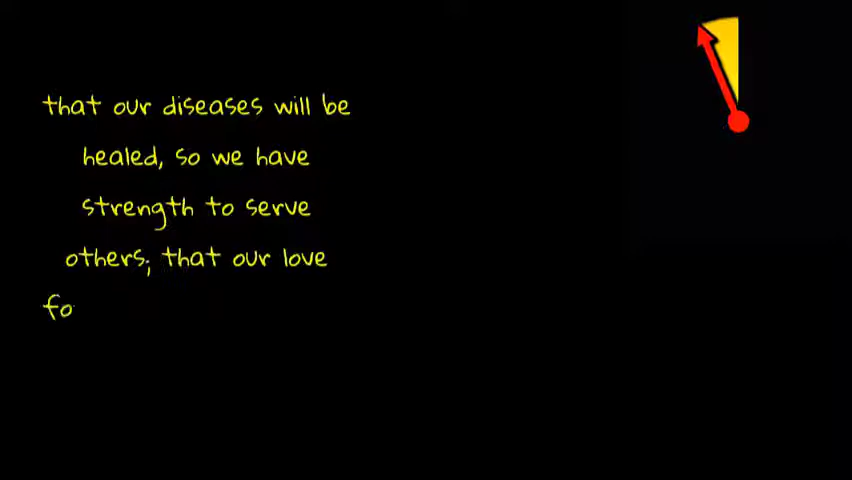 that our diseases will be
healed, so we have
strength to serve
others; that our love
fo